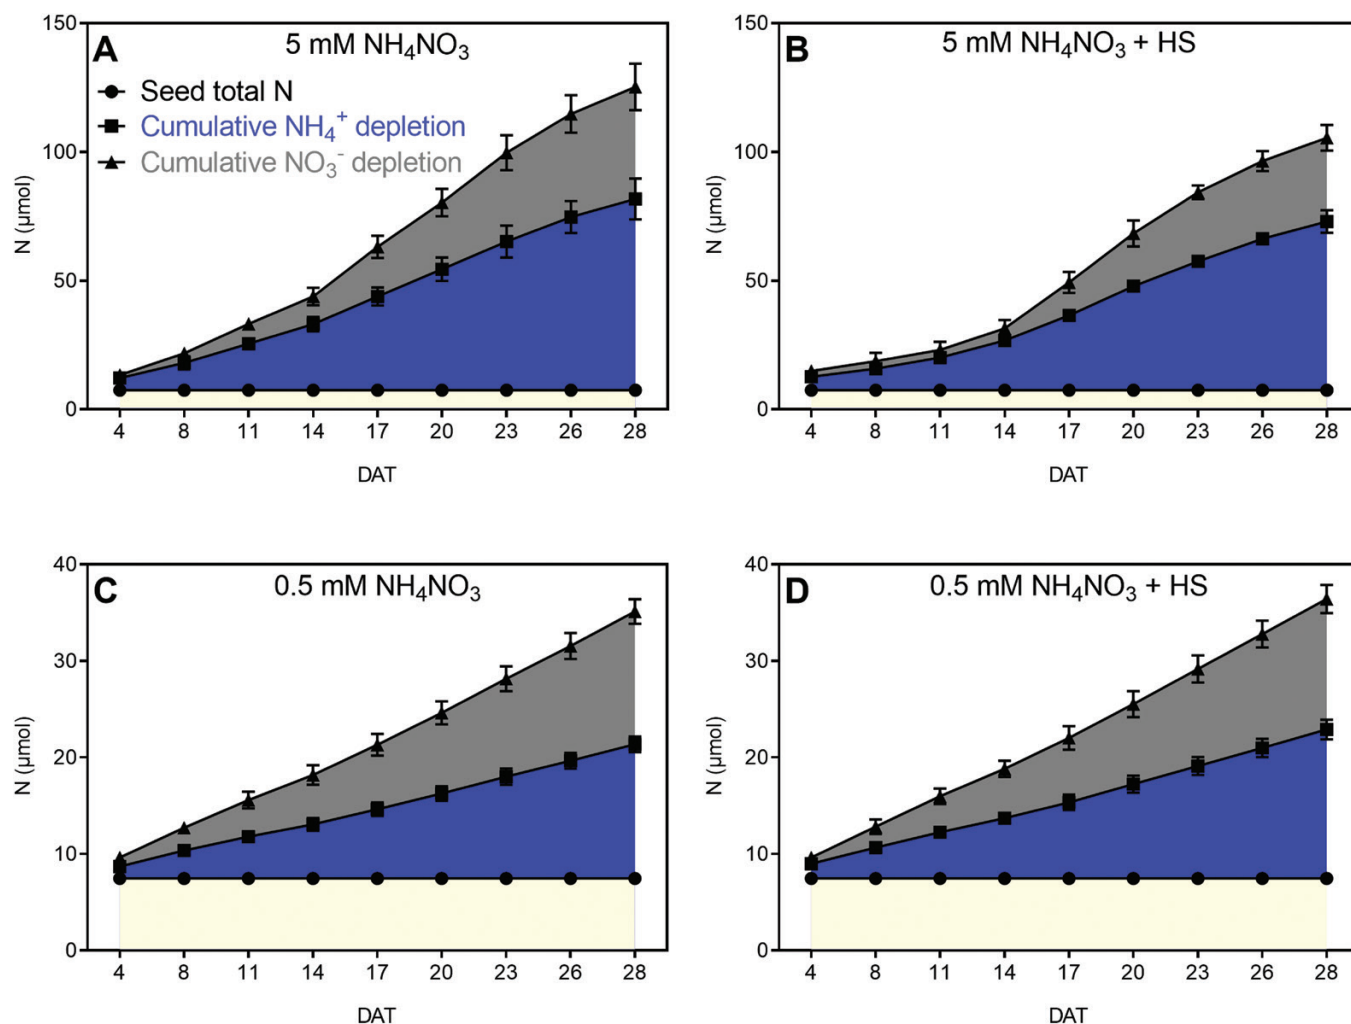 A
5 mM NH₄NO₃
Seed total N
Cumulative NH₄⁺ depletion
Cumulative NO₃⁻ depletion
N (µmol)
150
100
50
0
4 8 11 14 17 20 23 26 28
DAT
B
5 mM NH₄NO₃ + HS
N (µmol)
150
100
50
0
4 8 11 14 17 20 23 26 28
DAT
C
0.5 mM NH₄NO₃
N (µmol)
40
30
20
10
0
4 8 11 14 17 20 23 26 28
DAT
D
0.5 mM NH₄NO₃ + HS
N (µmol)
40
30
20
10
0
4 8 11 14 17 20 23 26 28
DAT